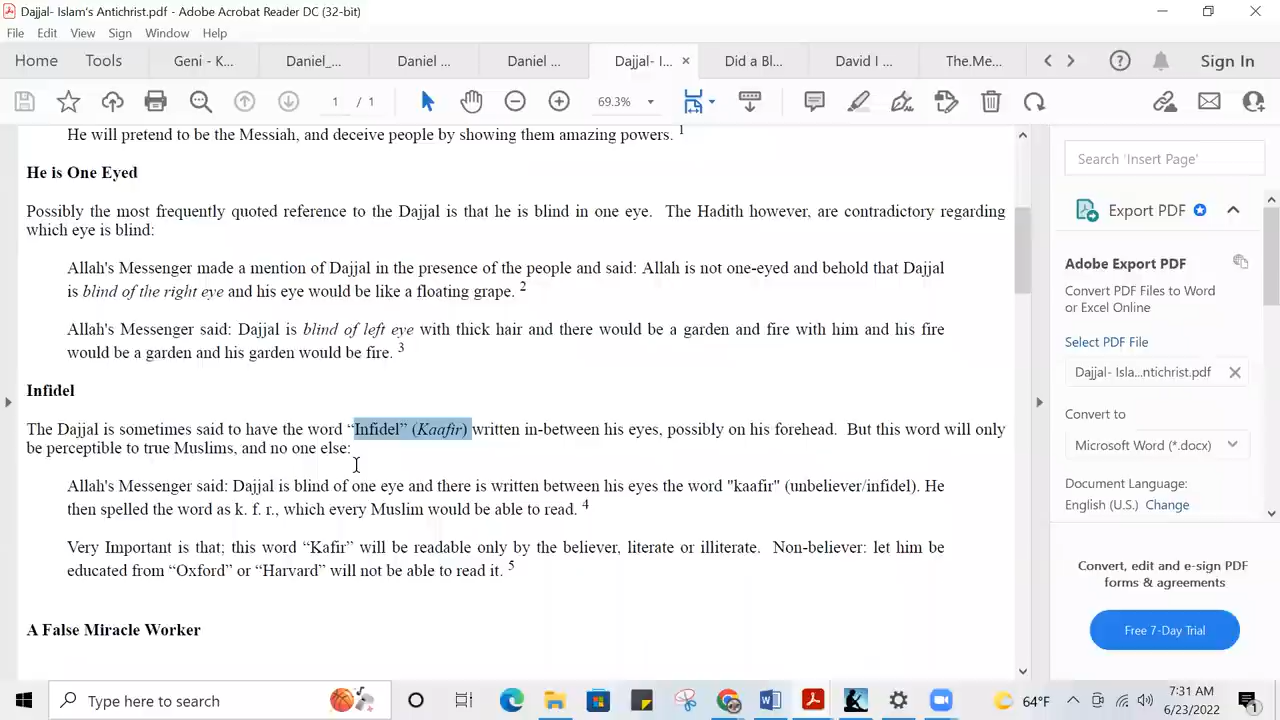 Dajjal- Islam's Antichrist.pdf - Adobe Acrobat Reader DC (32-bit)
File Edit View Sign Window Help
Home Tools Geni - K... Daniel_... Daniel ... Daniel ... Dajjal- I... Did a Bl... David I ... The.Me... Sign In
1 / 1 69.3%
He will pretend to be the Messiah, and deceive people by showing them amazing powers. 1
He is One Eyed
Possibly the most frequently quoted reference to the Dajjal is that he is blind in one eye. The Hadith however, are contradictory regarding
which eye is blind:
Allah's Messenger made a mention of Dajjal in the presence of the people and said: Allah is not one-eyed and behold that Dajjal
is blind of the right eye and his eye would be like a floating grape. 2
Allah's Messenger said: Dajjal is blind of left eye with thick hair and there would be a garden and fire with him and his fire
would be a garden and his garden would be fire. 3
Infidel
The Dajjal is sometimes said to have the word “Infidel” (Kaafir) written in-between his eyes, possibly on his forehead. But this word will only
be perceptible to true Muslims, and no one else:
Allah's Messenger said: Dajjal is blind of one eye and there is written between his eyes the word "kaafir" (unbeliever/infidel). He
then spelled the word as k. f. r., which every Muslim would be able to read. 4
Very Important is that; this word “Kafir” will be readable only by the believer, literate or illiterate. Non-believer: let him be
educated from “Oxford” or “Harvard” will not be able to read it. 5
A False Miracle Worker
Search 'Insert Page'
Export PDF
Adobe Export PDF
Convert PDF Files to Word
or Excel Online
Select PDF File
Dajjal- Isla...ntichrist.pdf
Convert to
Microsoft Word (*.docx)
Document Language:
English (U.S.) Change
Convert, edit and e-sign PDF
forms & agreements
Free 7-Day Trial
Type here to search
64°F
7:31 AM
6/23/2022
1